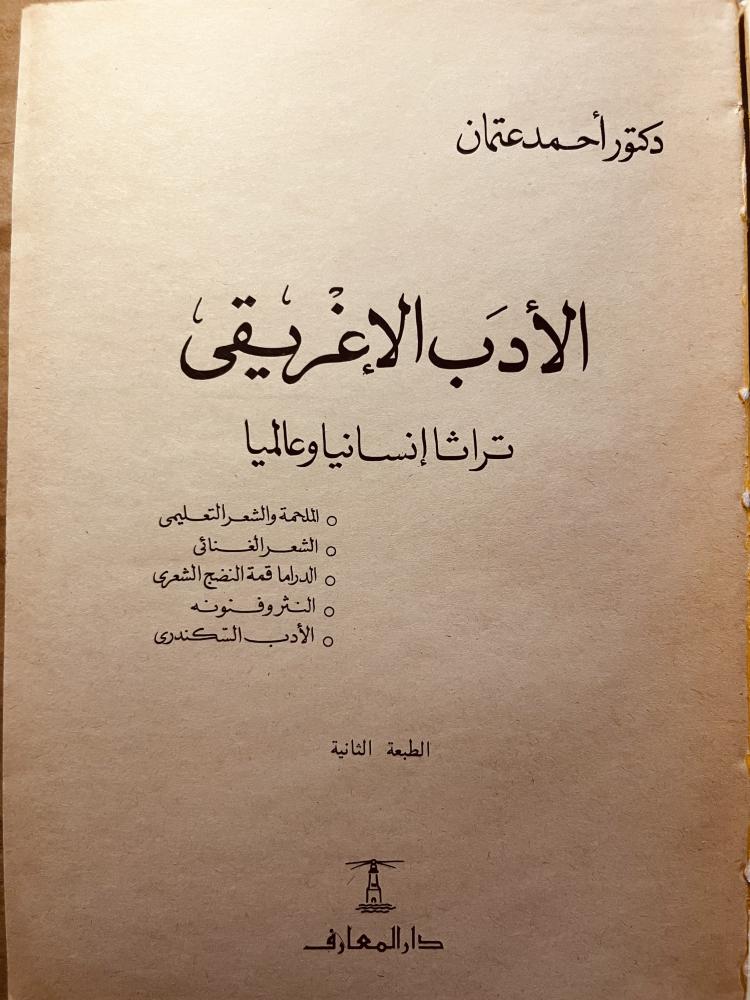 دكتور أحمد عتمان
الأدَب الإغريقى
تراثا إنسانيا وعالميا
○ الملحمة والشعر التعليمى
○ الشعر الغنائى
○ الدراما قمة النضج الشعرى
○ النثر وفنونه
○ الأدب السكندرى
الطبعة الثانية
دار المعارف